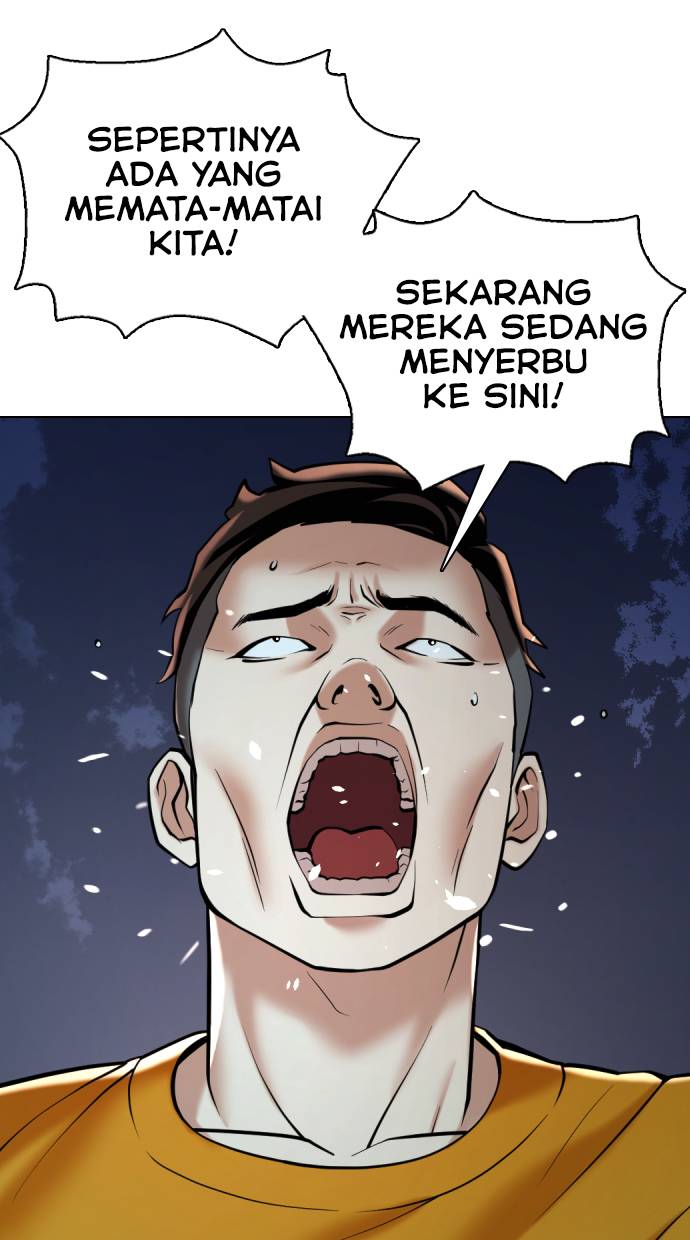 SEPERTINYA
ADA YANG
MEMATA-MATAI
KITA!
SEKARANG
MEREKA SEDANG
MENYERBU
KE SINI!